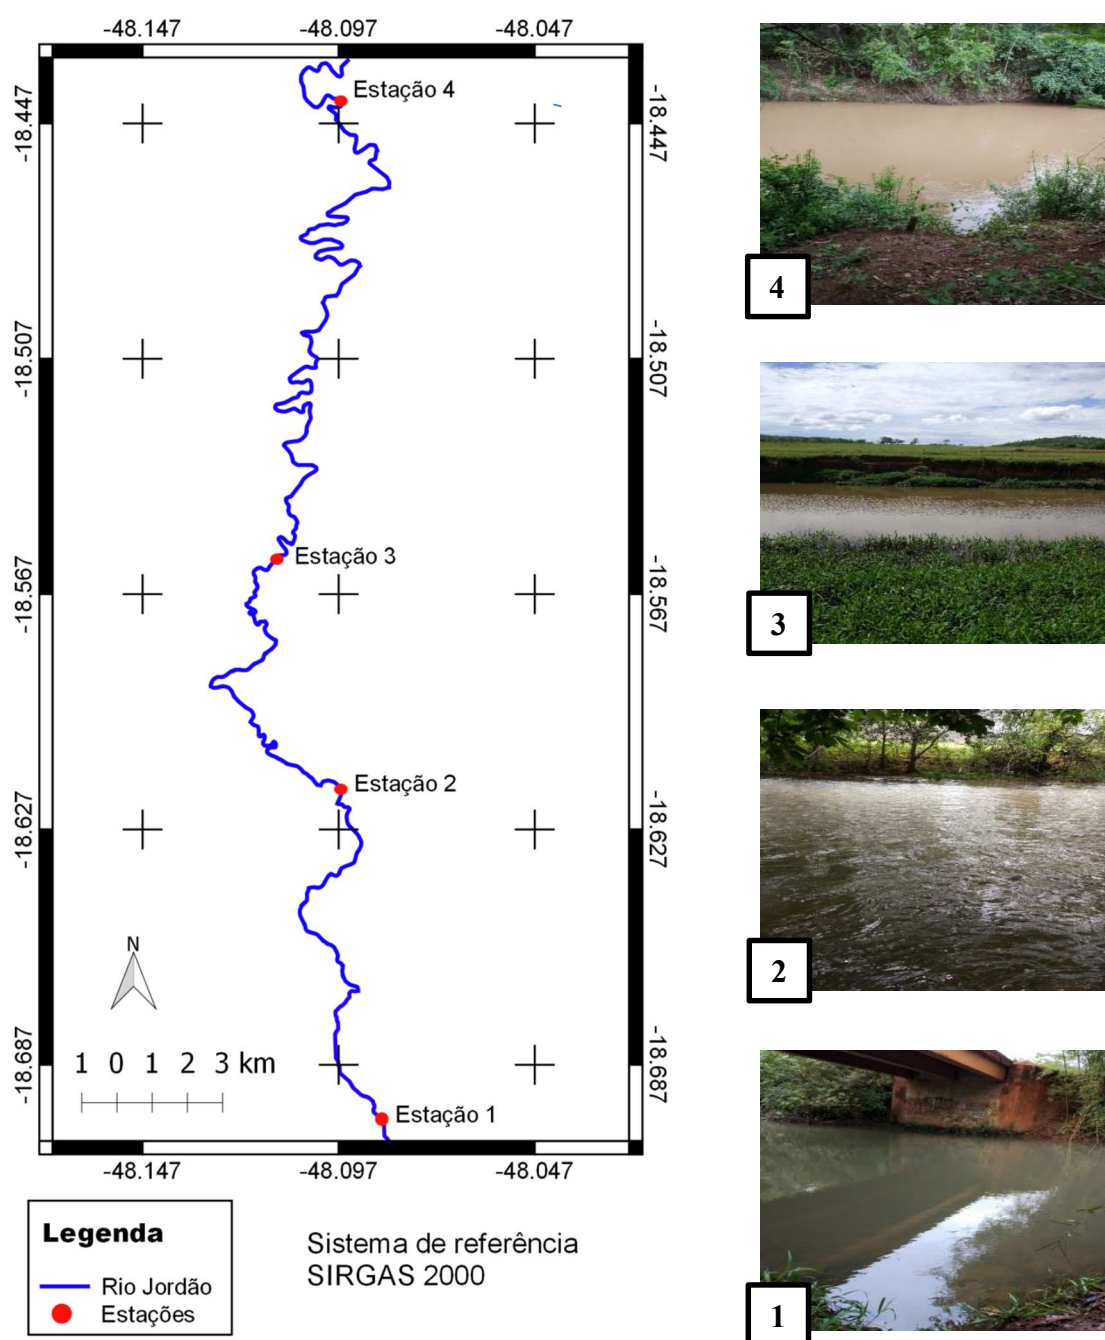 -48.147 -48.097 -48.047
Estação 4
-18.447 -18.447
4
-18.507 -18.507
Estação 3
-18.567 -18.567
3
Estação 2
-18.627 -18.627
2
N
1 0 1 2 3 km
-18.687 -18.687
Estação 1
-48.147 -48.097 -48.047
1
Legenda
Rio Jordão
Estações
Sistema de referência
SIRGAS 2000